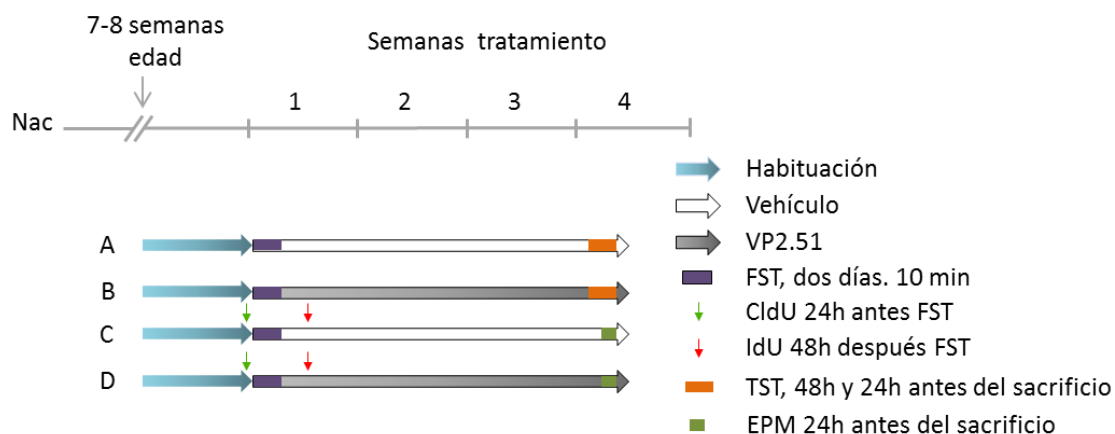 7-8 semanas
edad
Semanas tratamiento
1 2 3 4
Nac
Habituación
Vehículo
A
VP2.51
B
FST, dos días. 10 min
CldU 24h antes FST
C
IdU 48h después FST
D
TST, 48h y 24h antes del sacrificio
EPM 24h antes del sacrificio